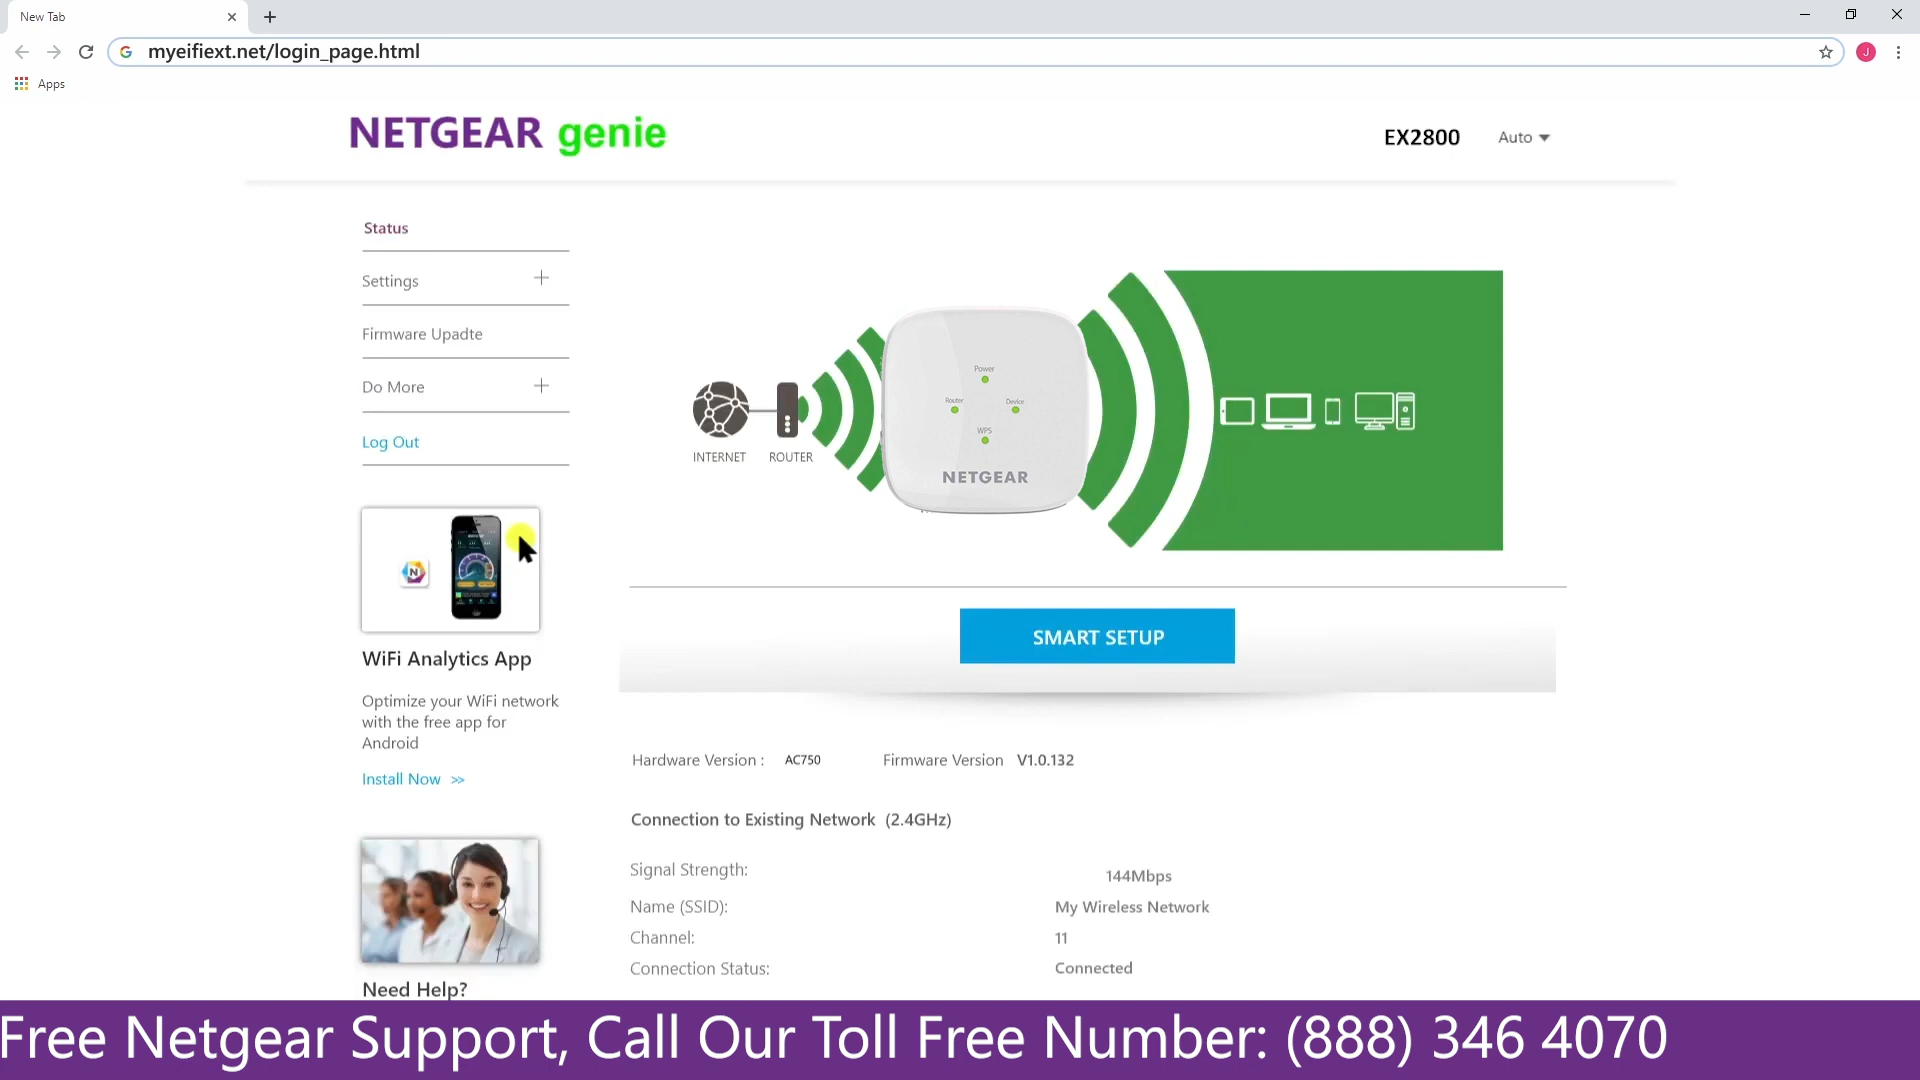 New Tab
myeifiext.net/login_page.html
J
Apps
NETGEAR genie
EX2800
Auto
Status
Settings
Firmware Upadte
Do More
Log Out
Power
Router
Device
WPS
NETGEAR
INTERNET
ROUTER
SMART SETUP
N
WiFi Analytics App
Optimize your WiFi network
with the free app for
Android
Install Now >>
Hardware Version : AC750 Firmware Version V1.0.132
Connection to Existing Network (2.4GHz)
Signal Strength: 144Mbps
Name (SSID): My Wireless Network
Channel: 11
Connection Status: Connected
Need Help?
Free Netgear Support, Call Our Toll Free Number: (888) 346 4070